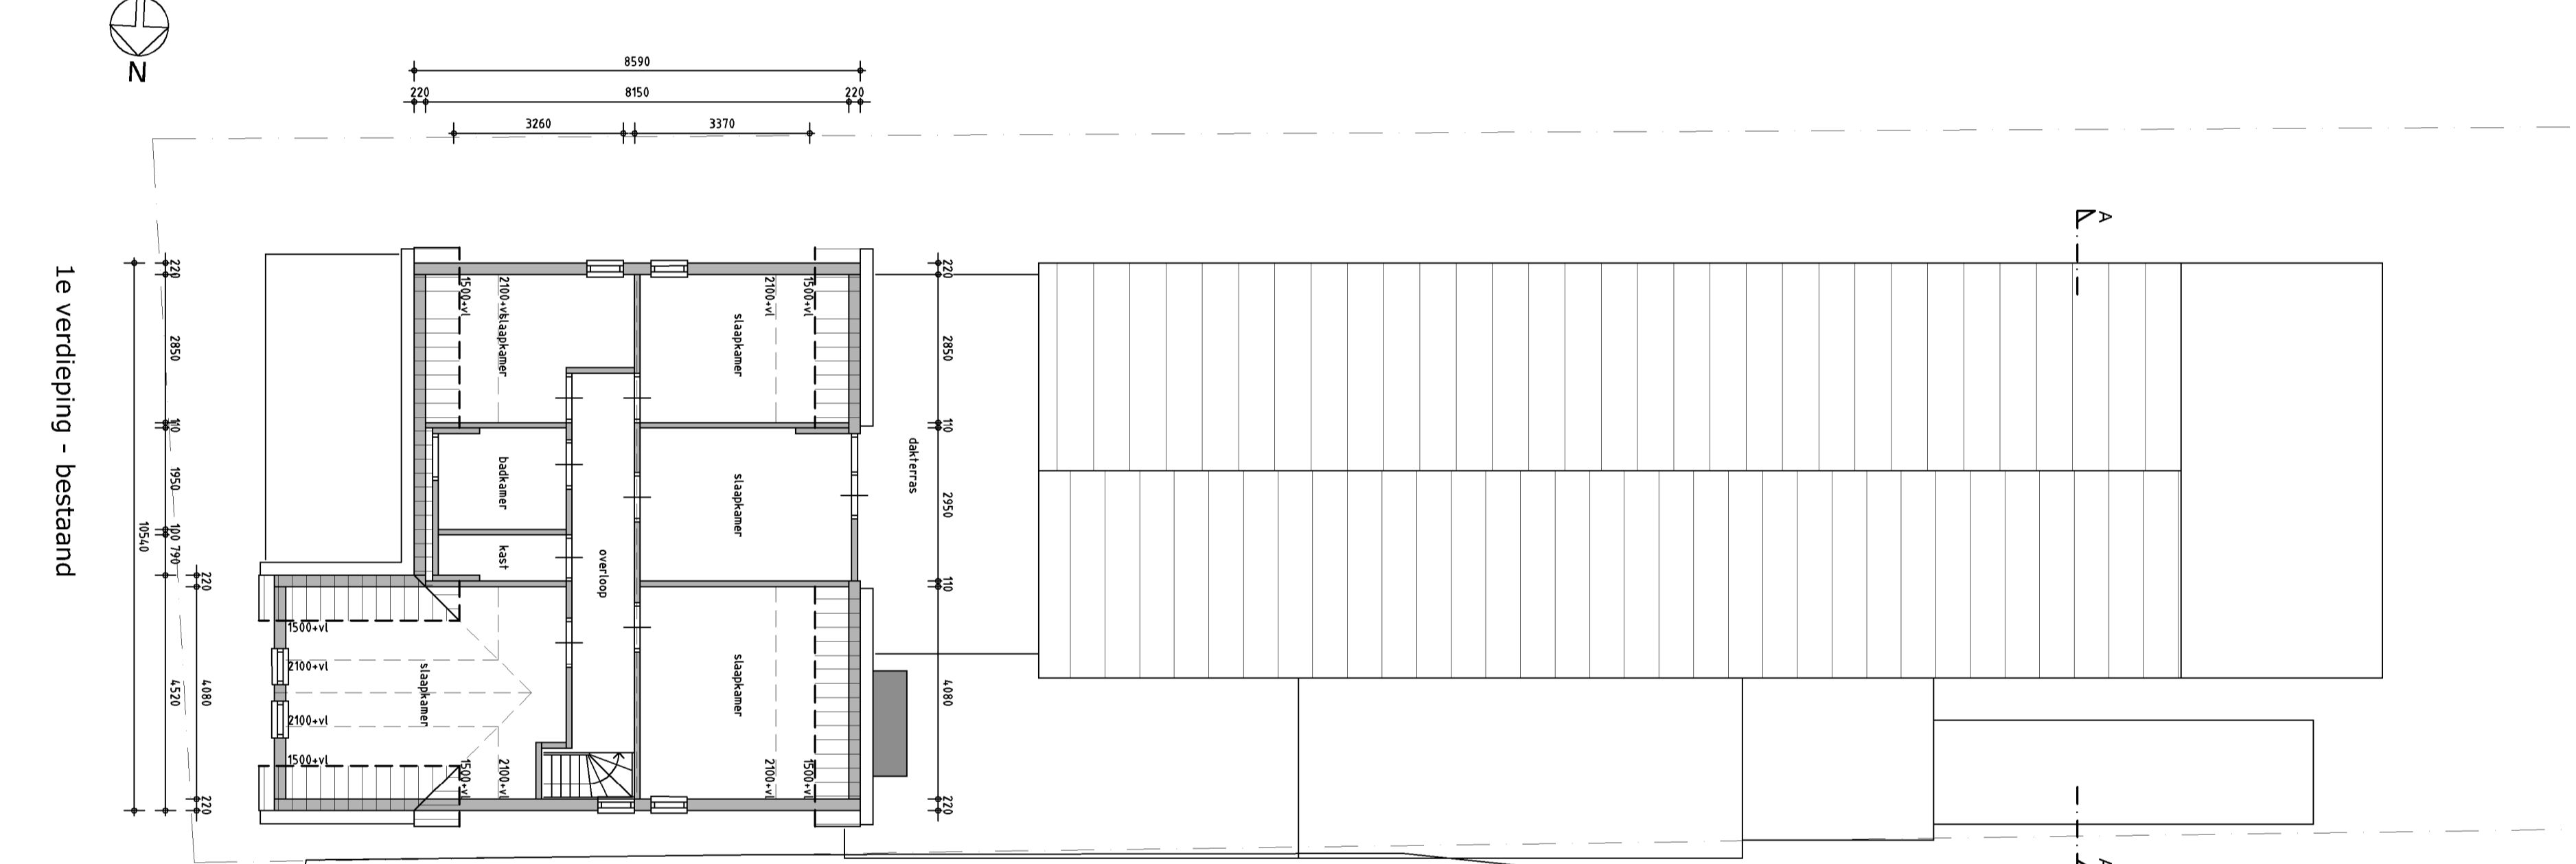 N
8590
220
8150
220
3260
3370
A
1e verdieping - bestaand
220
2850
110
1950
100
790
10540
220
4520
4080
220
1500+vl
2100+vl
slaapkamer
slaapkamer
2100+vl
1500+vl
badkamer
kast
overloop
slaapkamer
dakterras
1500+vl
2100+vl
slaapkamer
2100+vl
1500+vl
1500+vl
2100+vl
slaapkamer
2100+vl
1500+vl
220
2850
110
2950
110
4080
220
A